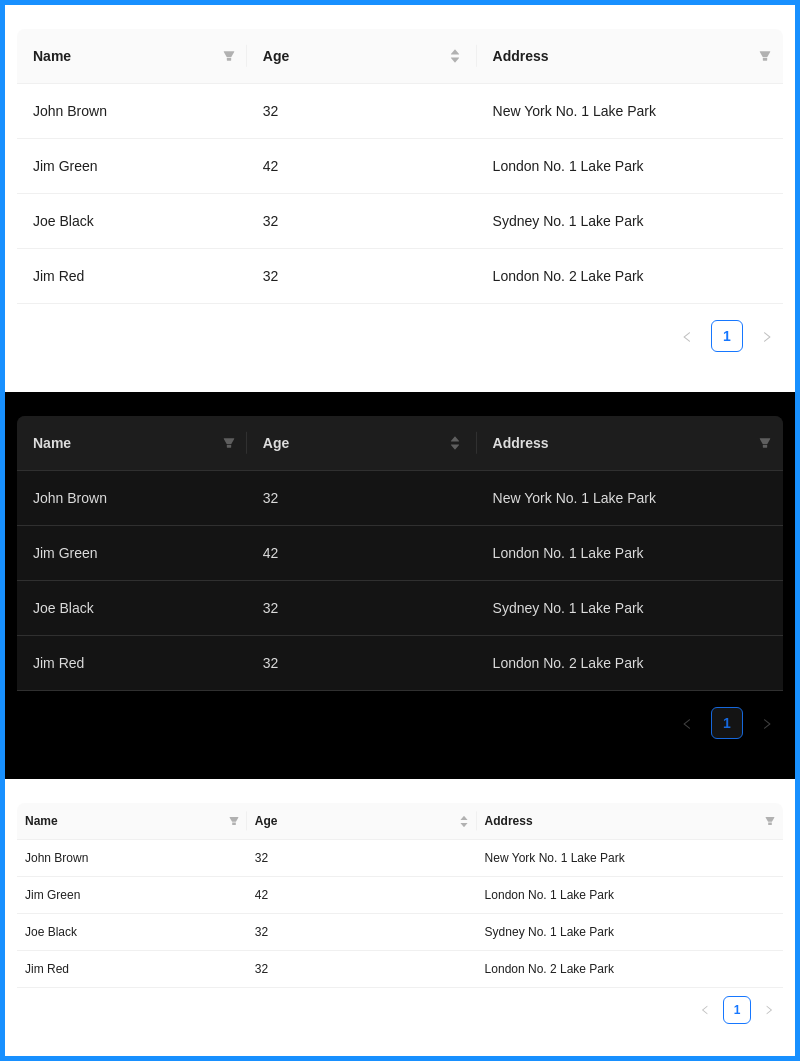 Name Age Address
John Brown 32 New York No. 1 Lake Park
Jim Green 42 London No. 1 Lake Park
Joe Black 32 Sydney No. 1 Lake Park
Jim Red 32 London No. 2 Lake Park
1
Name Age Address
John Brown 32 New York No. 1 Lake Park
Jim Green 42 London No. 1 Lake Park
Joe Black 32 Sydney No. 1 Lake Park
Jim Red 32 London No. 2 Lake Park
1
Name Age Address
John Brown 32 New York No. 1 Lake Park
Jim Green 42 London No. 1 Lake Park
Joe Black 32 Sydney No. 1 Lake Park
Jim Red 32 London No. 2 Lake Park
1